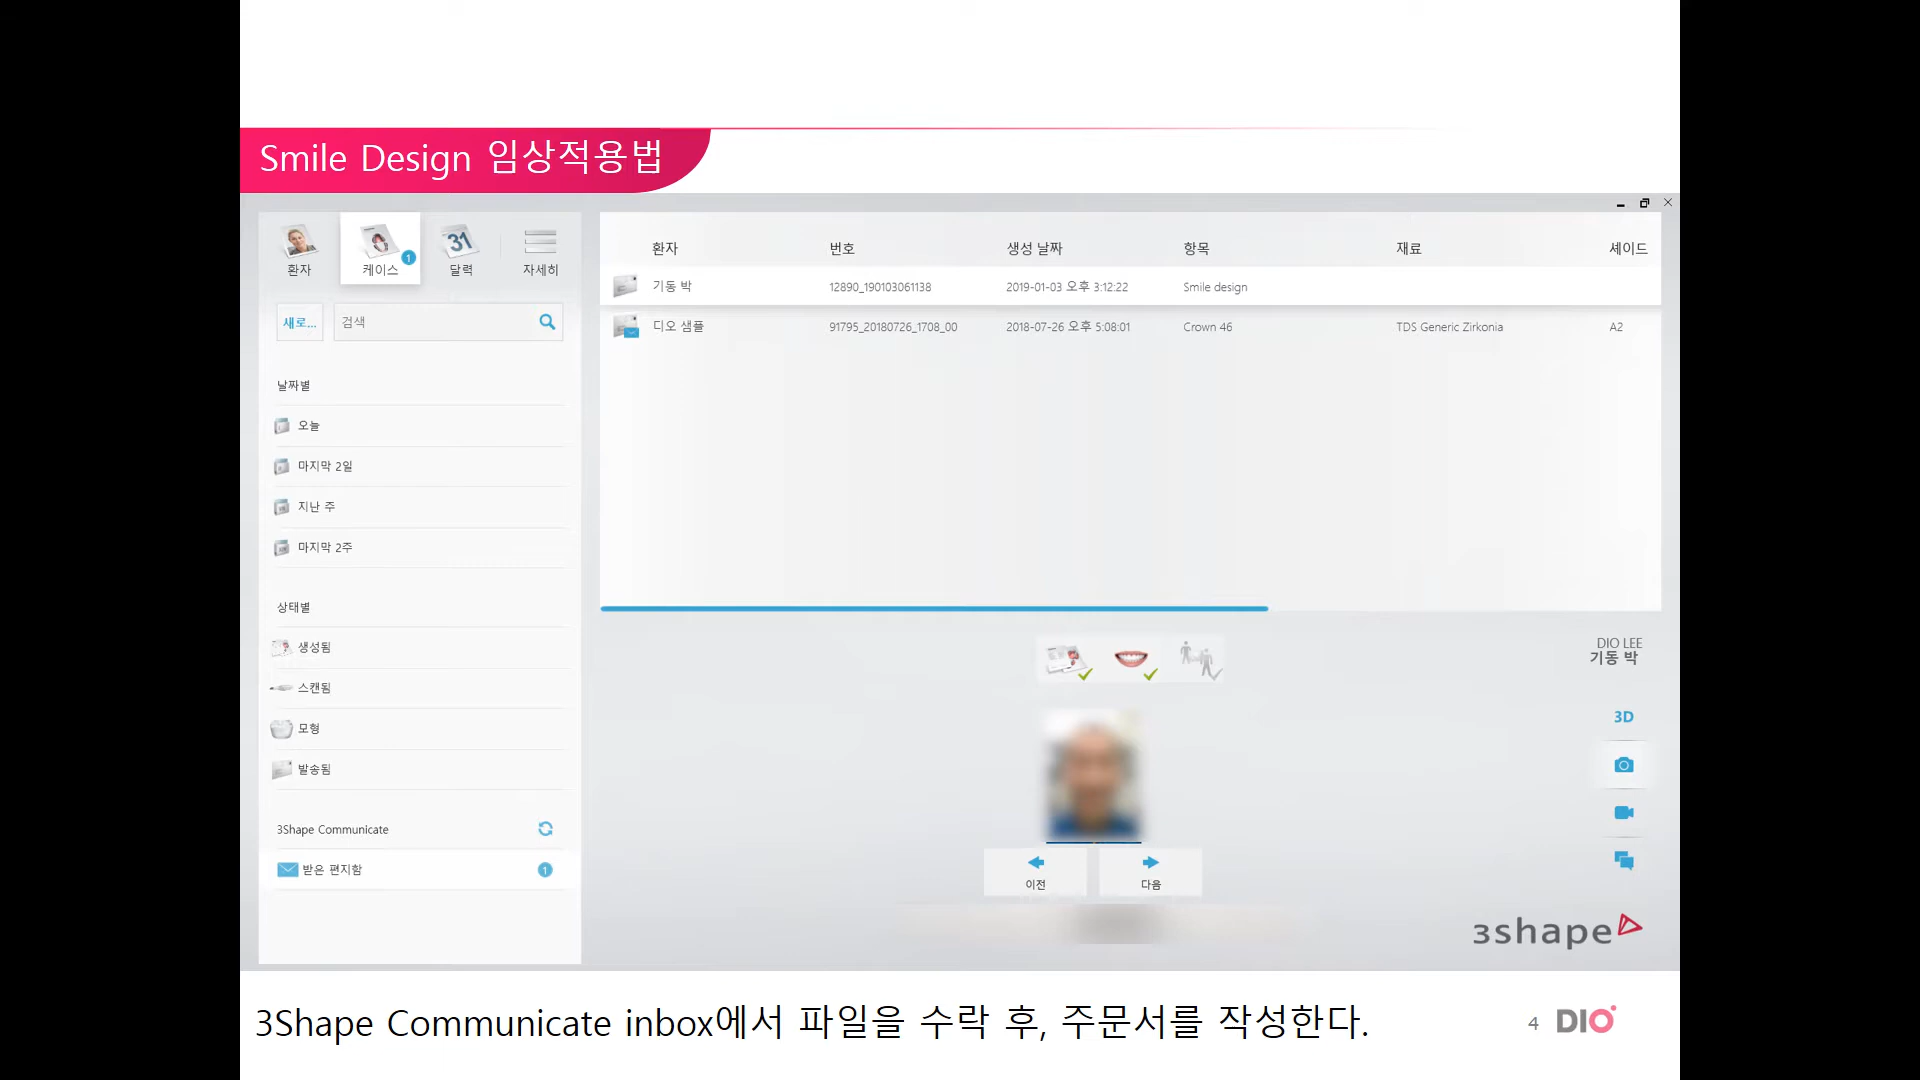 Smile Design 임상적용법
환자
케이스
1
31
달력
자세히
새로...
검색
날짜별
오늘
마지막 2일
지난 주
마지막 2주
상태별
생성됨
스캔됨
모형
발송됨
3Shape Communicate
받은 편지함
1
환자 번호 생성 날짜 항목 재료 셰이드
기동 박 12890_190103061138 2019-01-03 오후 3:12:22 Smile design
디오 샘플 91795_20180726_1708_00 2018-07-26 오후 5:08:01 Crown 46 TDS Generic Zirkonia A2
DIO LEE
기동 박
3D
이전
다음
3shape
3Shape Communicate inbox에서 파일을 수락 후, 주문서를 작성한다.
4
DIO